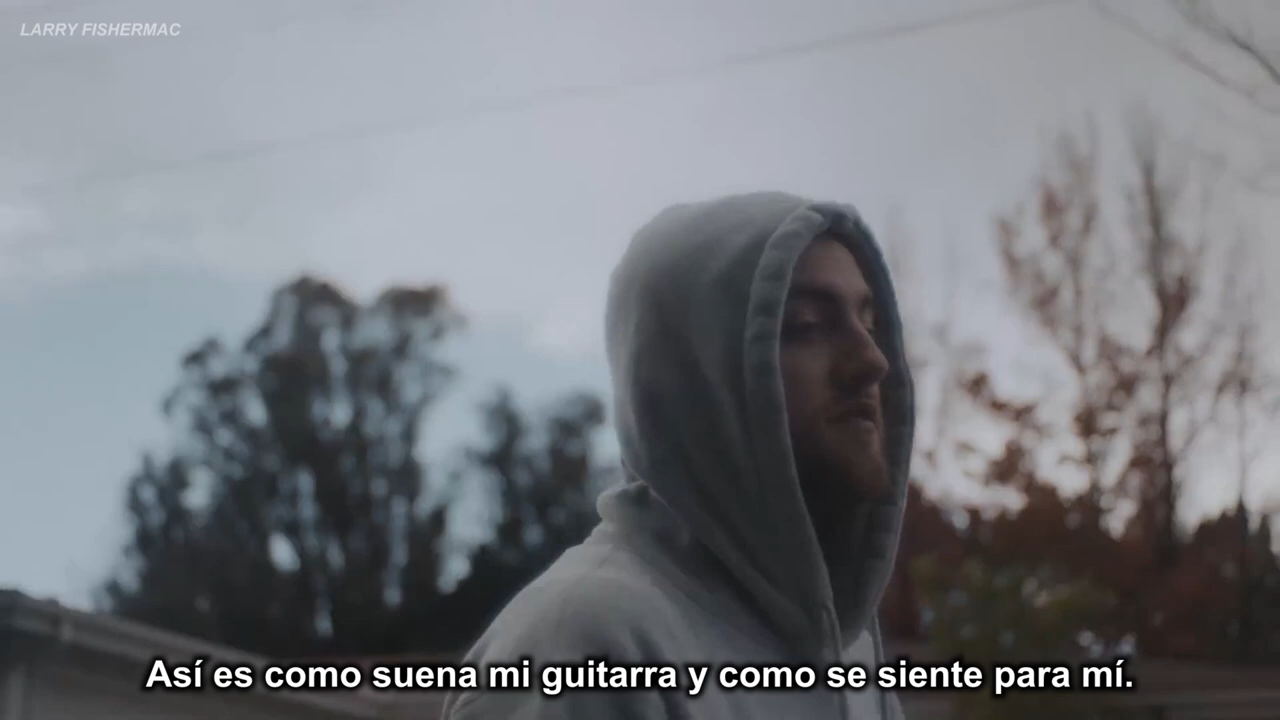 LARRY FISHERMAC
Así es como suena mi guitarra y como se siente para mí.